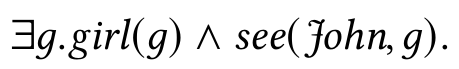 ∃g.girl(g) ∧ see(John, g).